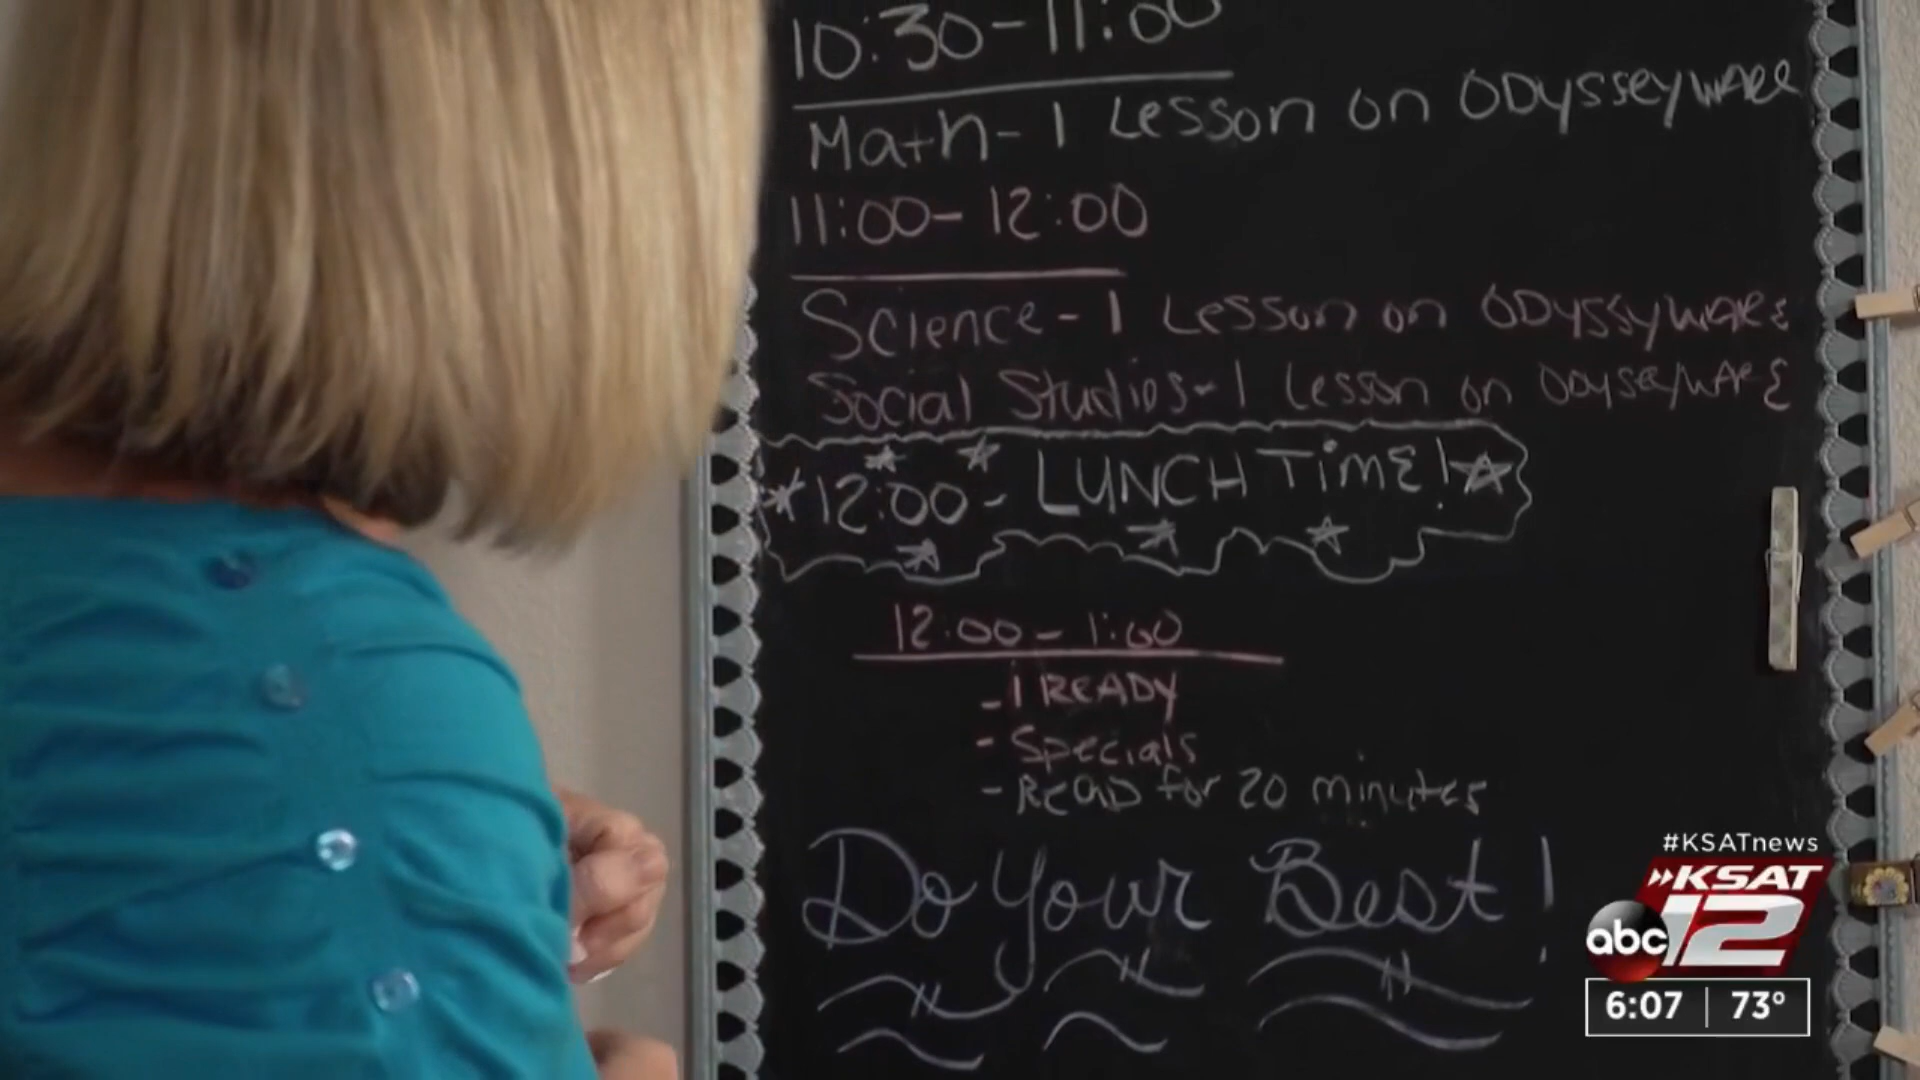 10:30-11:00
Math-1 Lesson on ODysseyware
11:00-12:00
Science-1 Lesson on ODyssyware
Social Studios-1 Lesson on ODysseywARE
12:00- LUNCH TiME!
12:00-1:00
-I READY
-Specials
-READ for 20 minutes
Do Your Best!
#KSATnews
KSAT
abc 12
6:07 73°